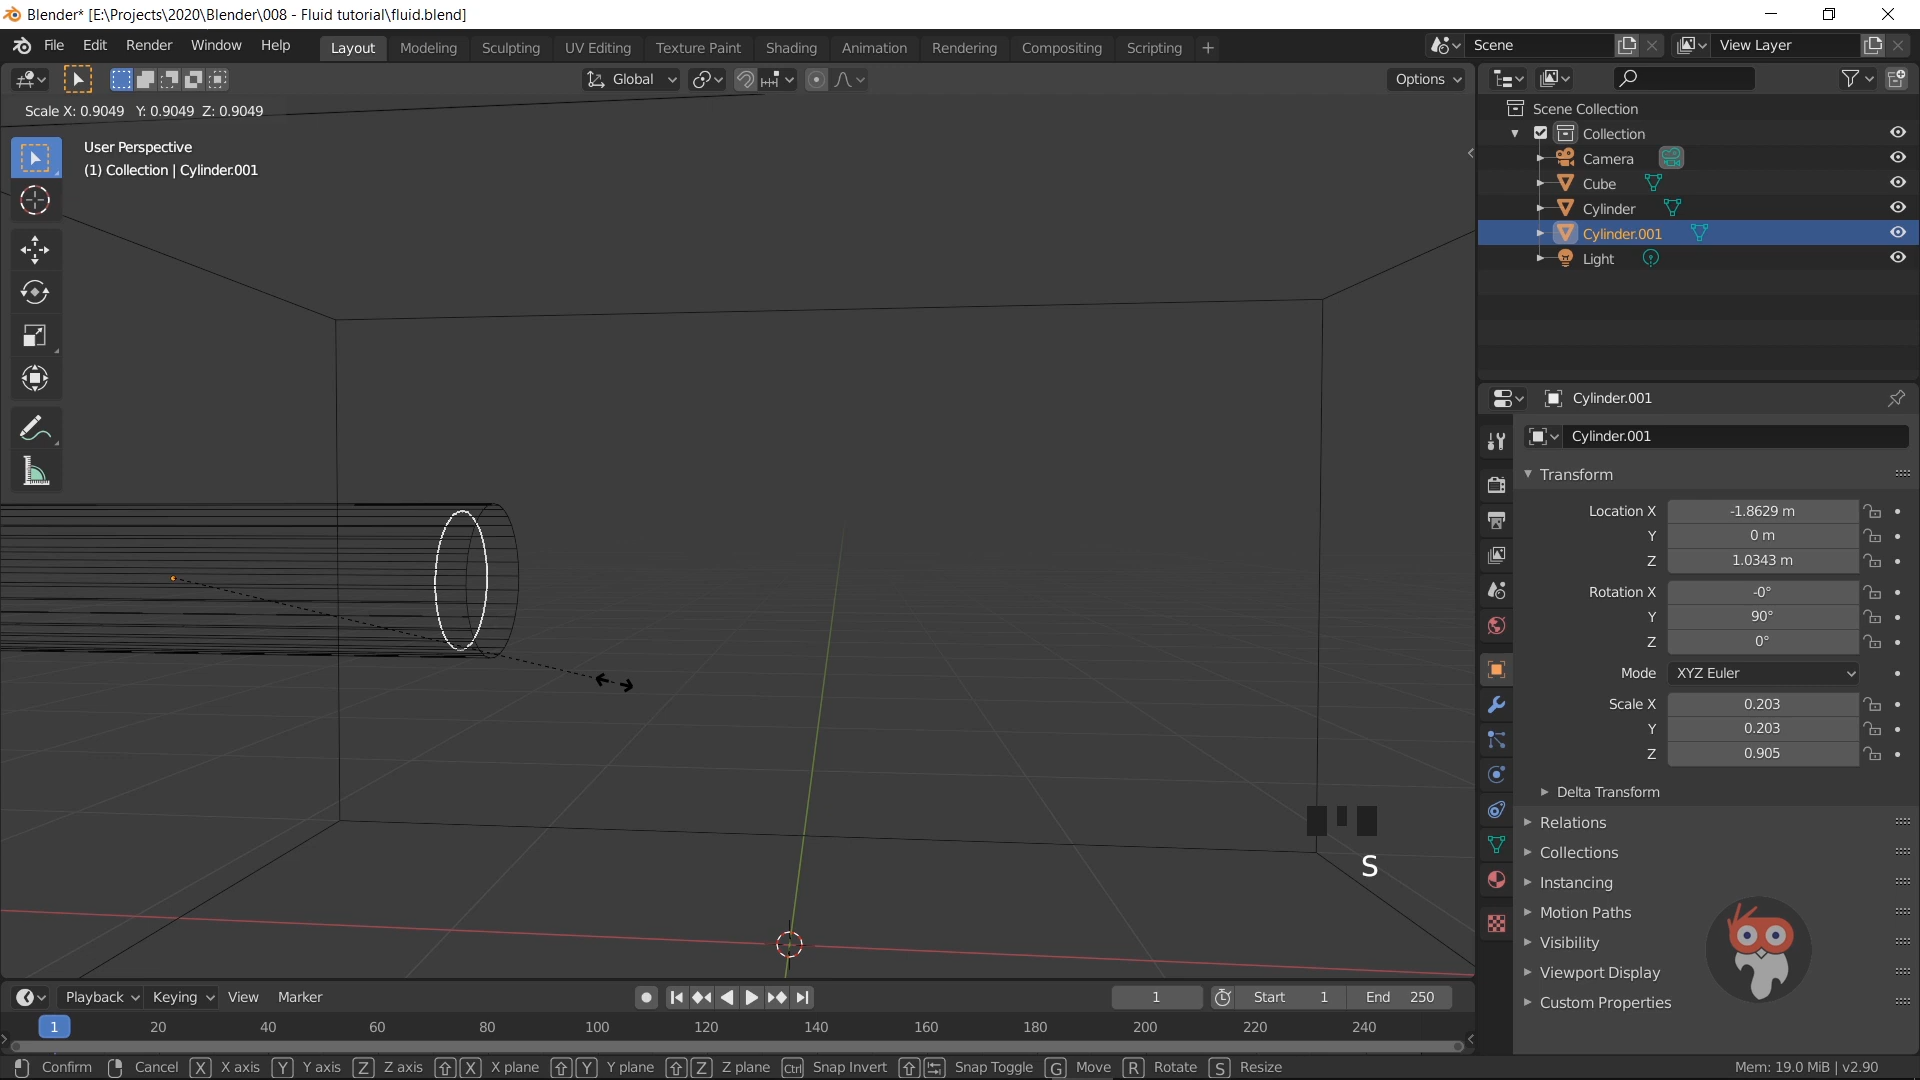 Blender* [E:\Projects\2020\Blender\008 - Fluid tutorial\fluid.blend]
File Edit Render Window Help Layout Modeling Sculpting UV Editing Texture Paint Shading Animation Rendering Compositing Scripting + Scene View Layer
Global Options
Scale X: 0.9049 Y: 0.9049 Z: 0.9049
User Perspective
(1) Collection | Cylinder.001
Scene Collection
Collection
Camera
Cube
Cylinder
Cylinder.001
Light
Cylinder.001
Cylinder.001
Transform
Location X -1.8629 m
Y 0 m
Z 1.0343 m
Rotation X -0°
Y 90°
Z 0°
Mode XYZ Euler
Scale X 0.203
Y 0.203
Z 0.905
Delta Transform
Relations
Collections
Instancing
Motion Paths
Visibility
Viewport Display
Custom Properties
S
Playback Keying View Marker 1 Start 1 End 250
1 20 40 60 80 100 120 140 160 180 200 220 240
Confirm Cancel X X axis Y Y axis Z Z axis X X plane Y Y plane Z Z plane Ctrl Snap Invert Snap Toggle G Move R Rotate S Resize Mem: 19.0 MiB | v2.90